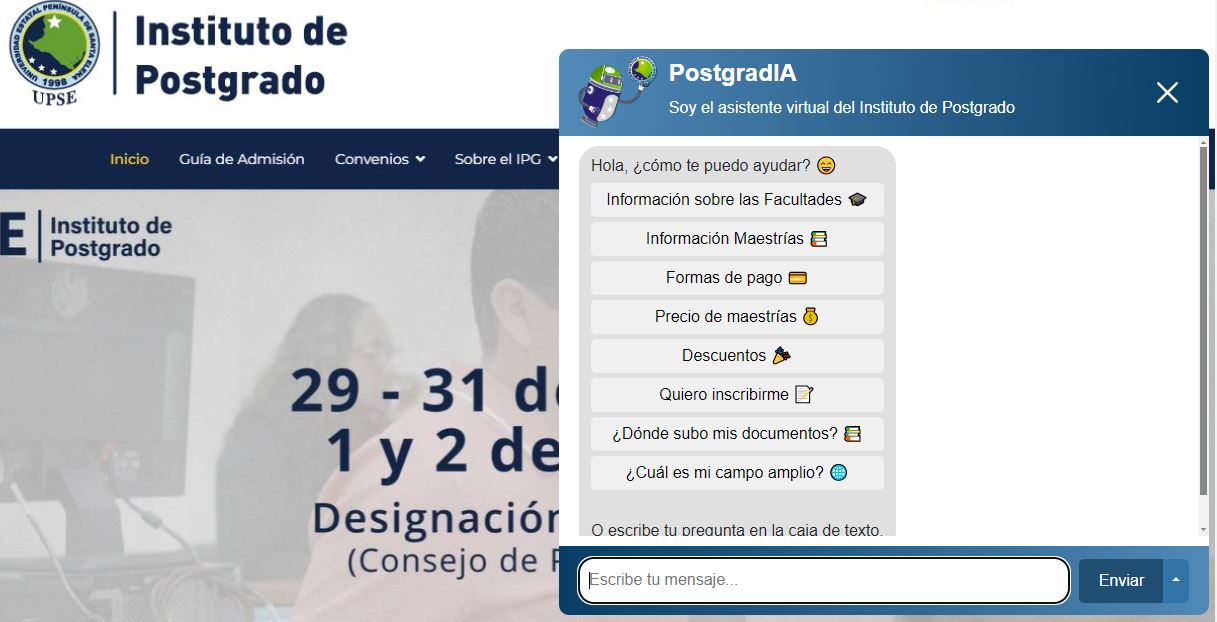 UNIVERSIDAD ESTATAL PENÍNSULA DE SANTA ELENA
1998
UPSE
Instituto de
Postgrado
Inicio
Guía de Admisión
Convenios
Sobre el IPG
E
Instituto de
Postgrado
29 - 31 d
1 y 2 de
Designación
(Consejo de
PostgradIA
Soy el asistente virtual del Instituto de Postgrado
Hola, ¿cómo te puedo ayudar? 😄
Información sobre las Facultades 🎓
Información Maestrías 📚
Formas de pago 💳
Precio de maestrías 💰
Descuentos 🎉
Quiero inscribirme 📝
¿Dónde subo mis documentos? 📚
¿Cuál es mi campo amplio? 🌐
O escribe tu pregunta en la caja de texto.
Escribe tu mensaje...
Enviar